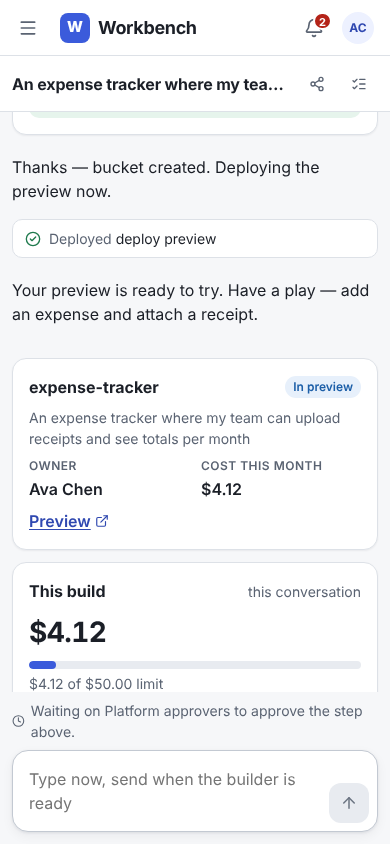 W Workbench 2 AC
An expense tracker where my tea...
Thanks — bucket created. Deploying the
preview now.
Deployed deploy preview
Your preview is ready to try. Have a play — add
an expense and attach a receipt.
expense-tracker In preview
An expense tracker where my team can upload
receipts and see totals per month
OWNER COST THIS MONTH
Ava Chen $4.12
Preview
This build this conversation
$4.12
$4.12 of $50.00 limit
Waiting on Platform approvers to approve the step
above.
Type now, send when the builder is
ready